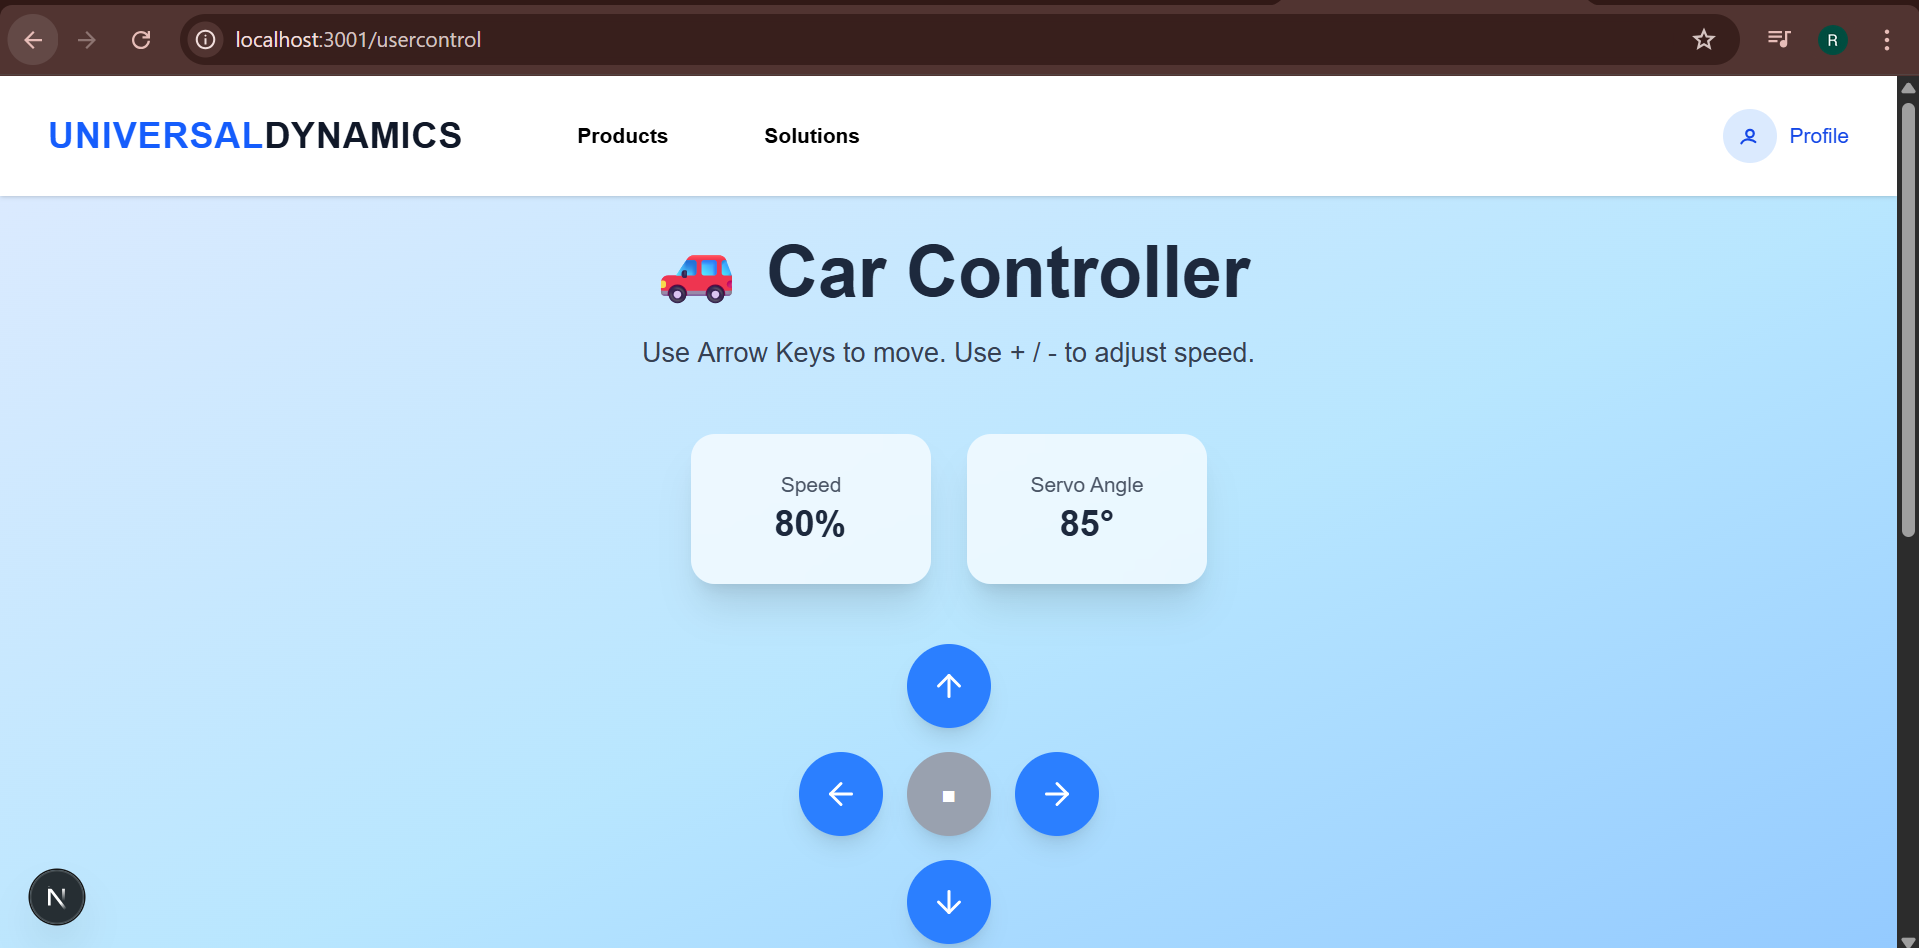 localhost:3001/usercontrol
R
UNIVERSALDYNAMICS
Products
Solutions
Profile
Car Controller
Use Arrow Keys to move. Use + / - to adjust speed.
Speed
80%
Servo Angle
85°
N